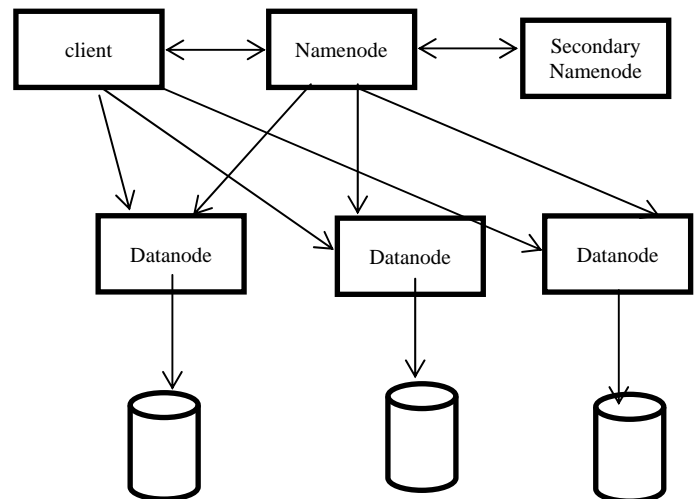 client
Namenode
Secondary
Namenode
Datanode
Datanode
Datanode